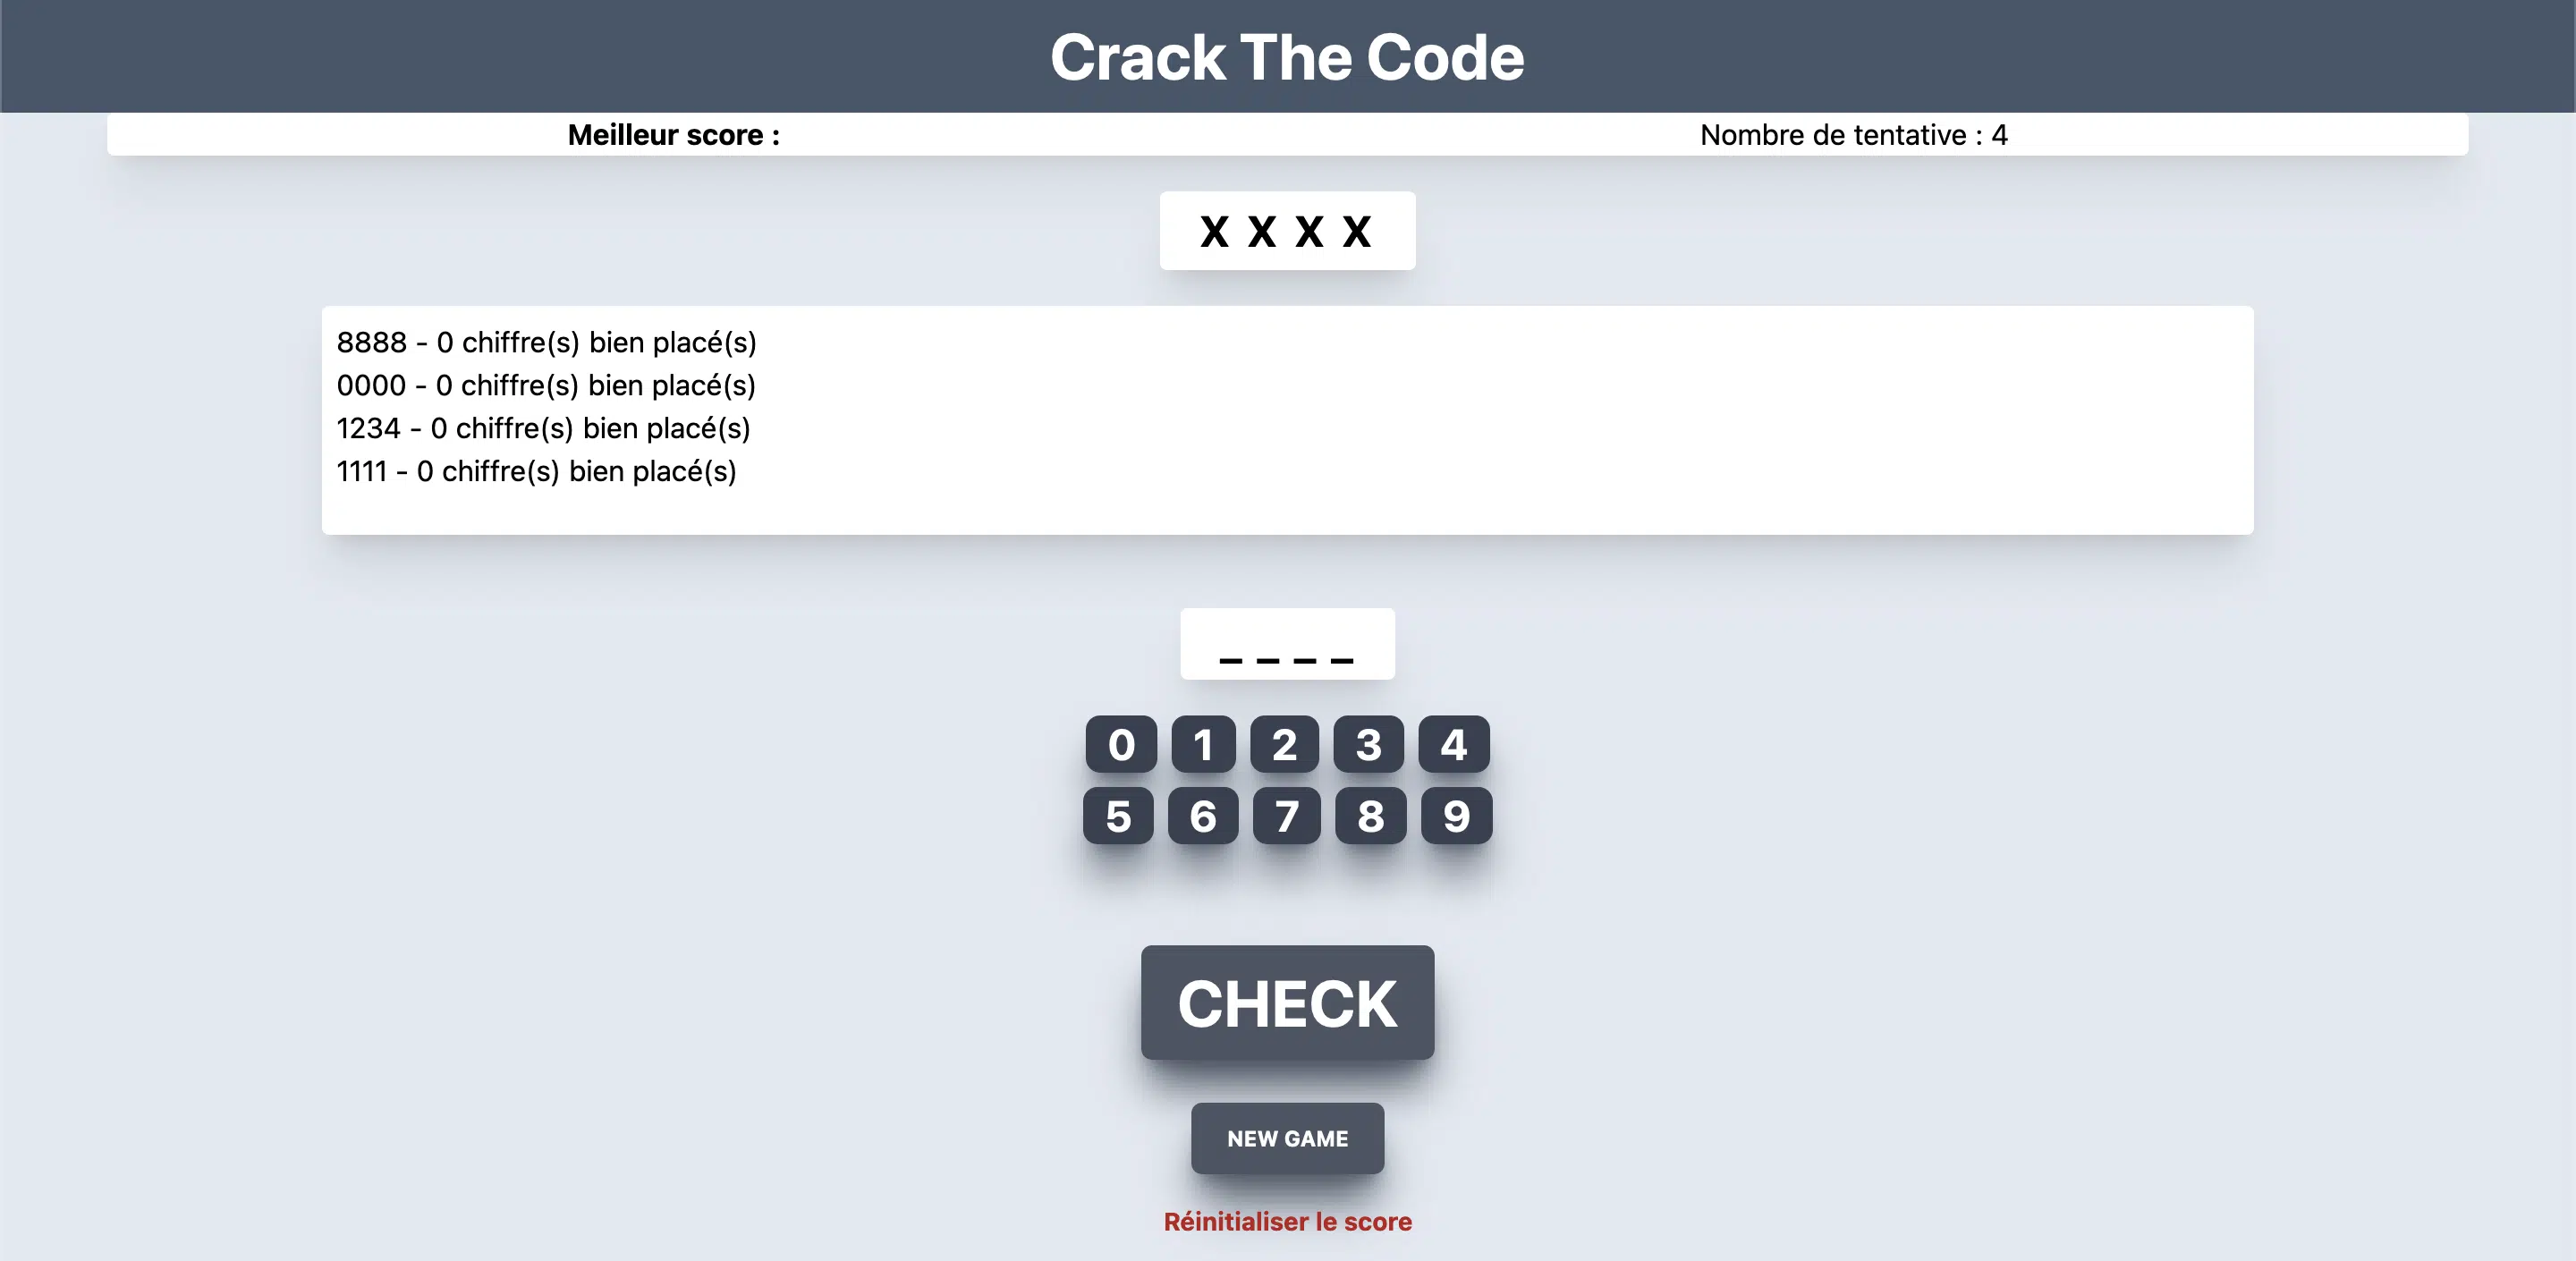 Crack The Code
Meilleur score : Nombre de tentative : 4
X X X X
8888 - 0 chiffre(s) bien placé(s)
0000 - 0 chiffre(s) bien placé(s)
1234 - 0 chiffre(s) bien placé(s)
1111 - 0 chiffre(s) bien placé(s)
_ _ _ _
0 1 2 3 4
5 6 7 8 9
CHECK
NEW GAME
Réinitialiser le score